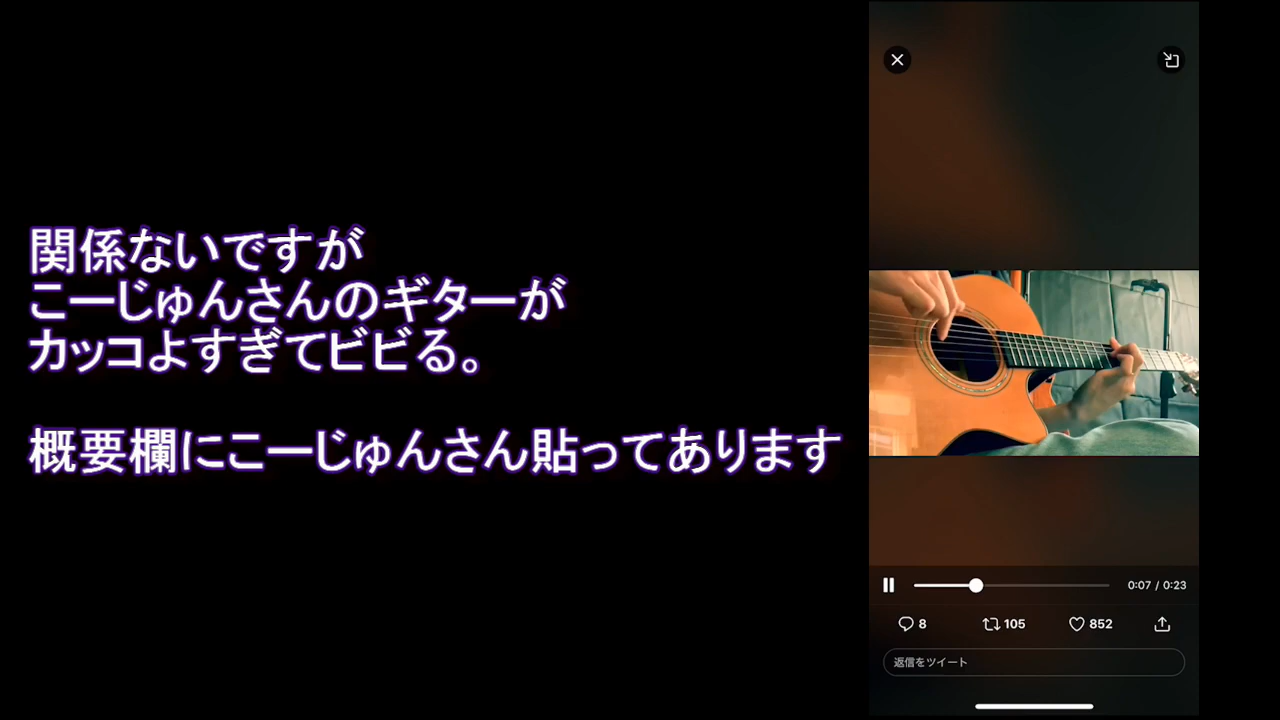 関係ないですが
こーじゅんさんのギターが
カッコよすぎてビビる。
概要欄にこーじゅんさん貼ってあります
0:07 / 0:23
8
105
852
返信をツイート